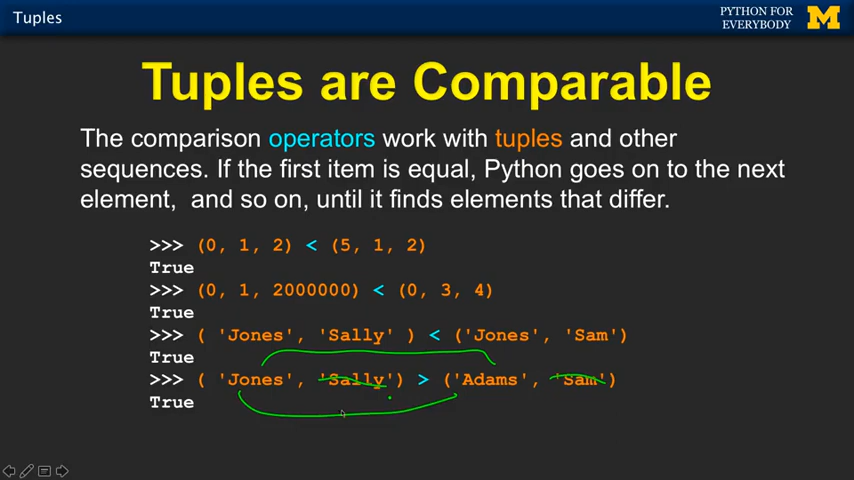 Tuples
PYTHON FOR
EVERYBODY
M
Tuples are Comparable
The comparison operators work with tuples and other
sequences. If the first item is equal, Python goes on to the next
element, and so on, until it finds elements that differ.
>>> (0, 1, 2) < (5, 1, 2)
True
>>> (0, 1, 2000000) < (0, 3, 4)
True
>>> ( 'Jones', 'Sally' ) < ('Jones', 'Sam')
True
>>> ( 'Jones', 'Sally') > ('Adams', 'Sam')
True